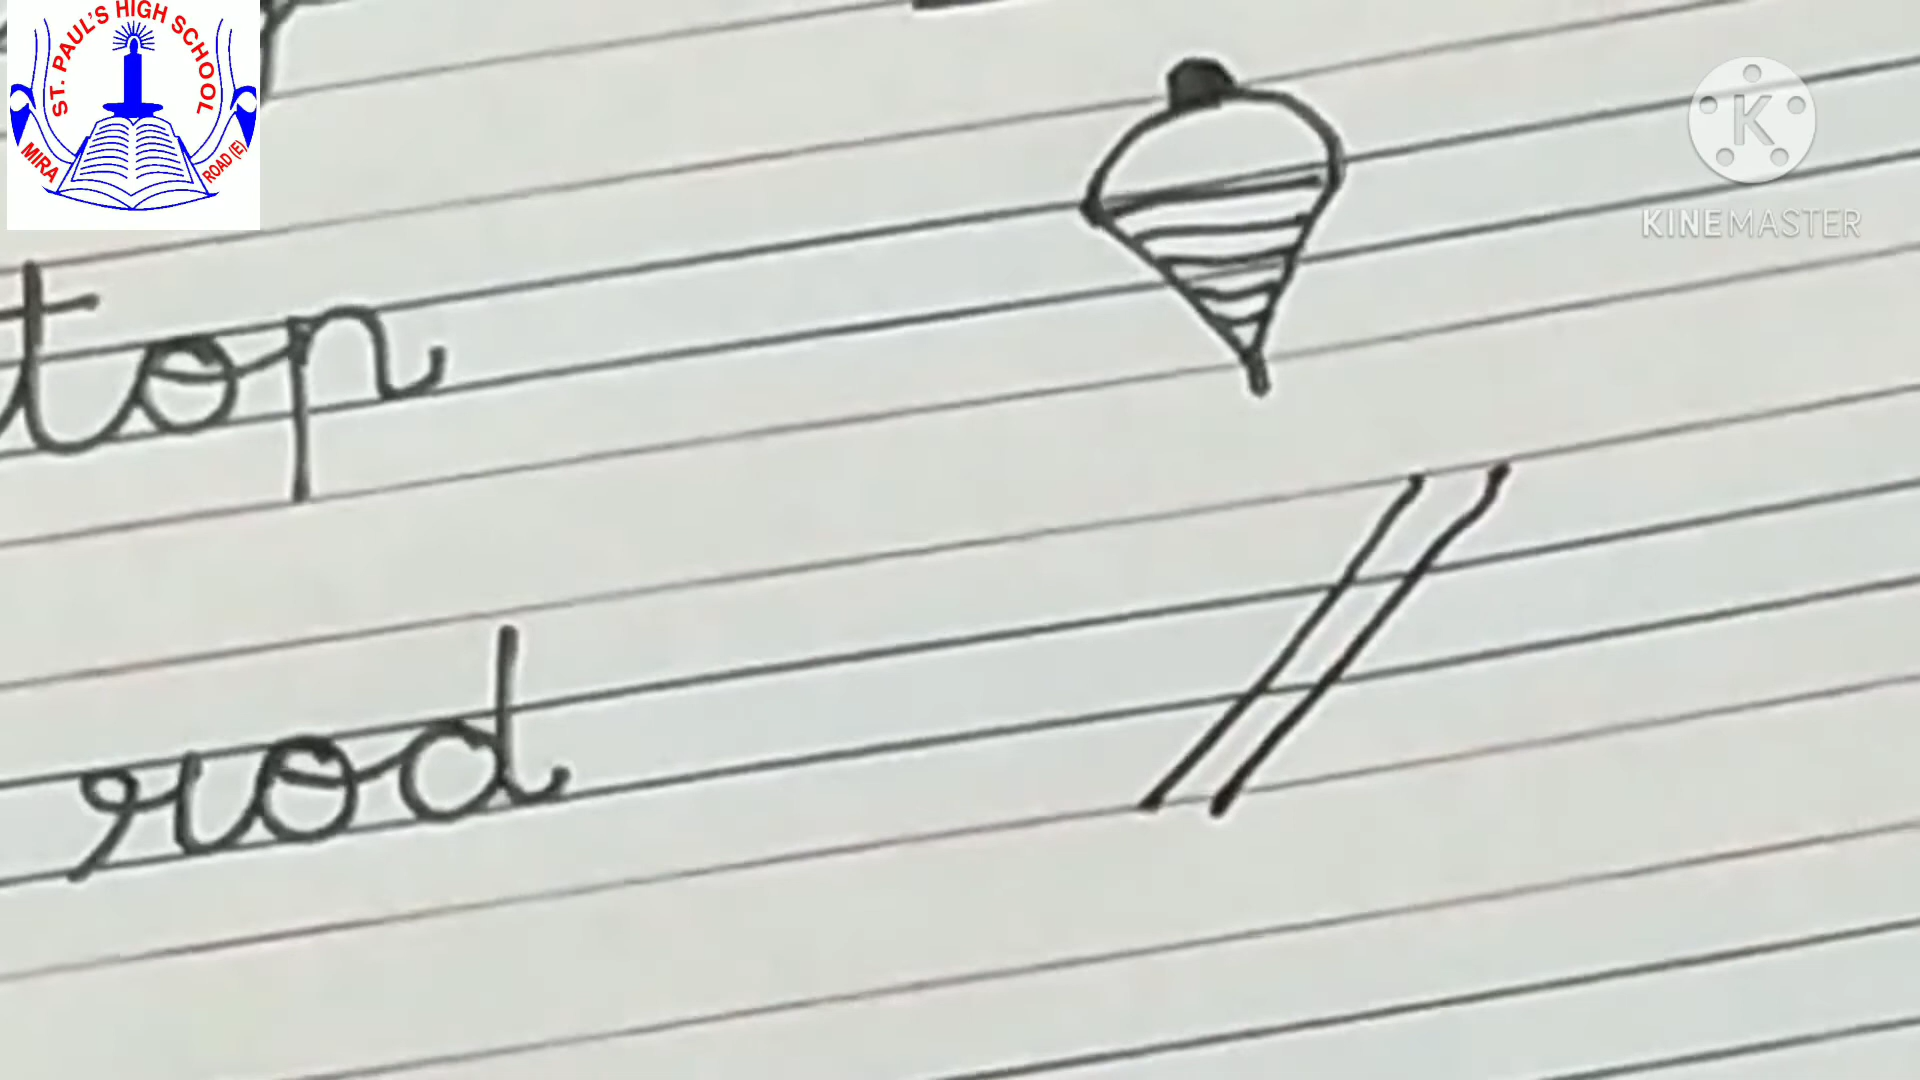 ST. PAUL'S HIGH SCHOOL
MIRA ROAD (E)
K
KINEMASTER
top
rod